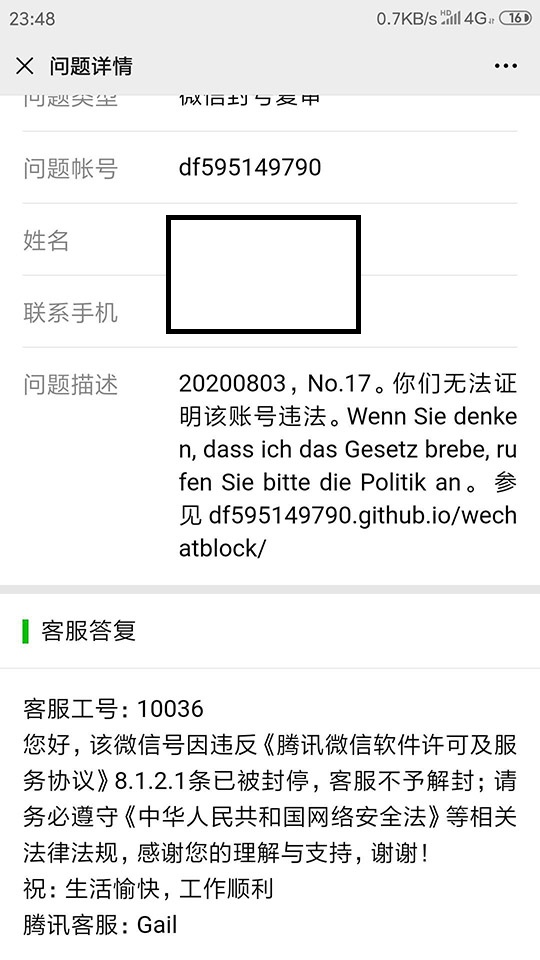 23:48
0.7KB/s HD 4G 16
问题详情
问题类型 微信封号复审
问题帐号 df595149790
姓名
联系手机
问题描述 20200803，No.17。你们无法证
明该账号违法。Wenn Sie denke
n, dass ich das Gesetz brebe, ru
fen Sie bitte die Politik an。参
见 df595149790.github.io/wech
atblock/
客服答复
客服工号：10036
您好，该微信号因违反《腾讯微信软件许可及服
务协议》8.1.2.1条已被封停，客服不予解封；请
务必遵守《中华人民共和国网络安全法》等相关
法律法规，感谢您的理解与支持，谢谢！
祝：生活愉快，工作顺利
腾讯客服：Gail